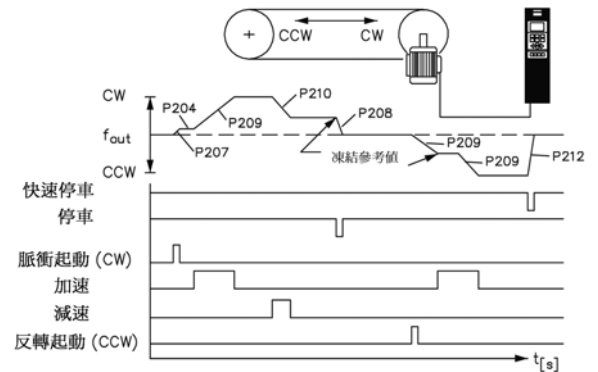 CCW CW
CW
P204
P209
P210
P208
fout
P207
凍結參考值
P209
P209
P212
CCW
快速停車
停車
脈衝起動 (CW)
加速
減速
反轉起動 (CCW)
t[s]